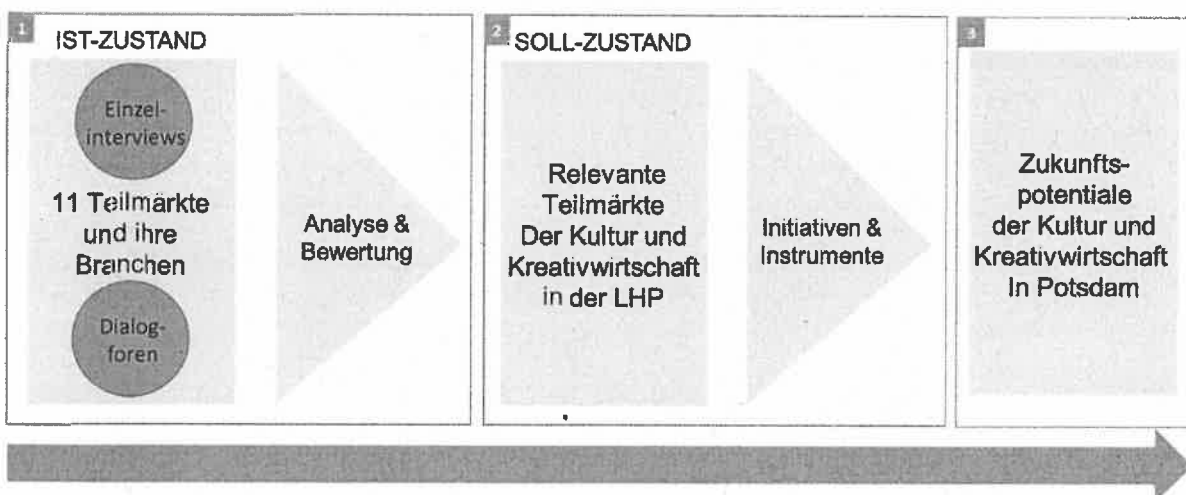 1
IST-ZUSTAND
Einzel-
interviews
11 Teilmärkte
und ihre
Branchen
Dialog-
foren
Analyse &
Bewertung
2
SOLL-ZUSTAND
Relevante
Teilmärkte
Der Kultur und
Kreativwirtschaft
in der LHP
Initiativen &
Instrumente
3
Zukunfts-
potentiale
der Kultur und
Kreativwirtschaft
In Potsdam